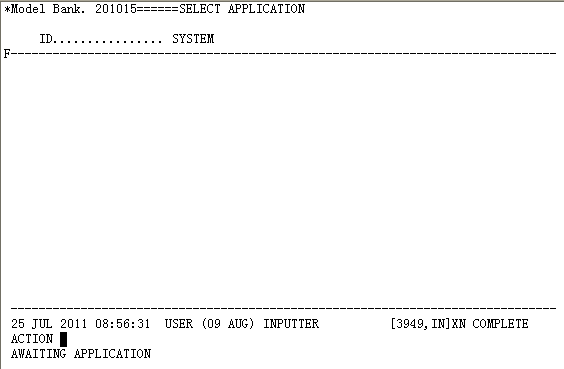 *Model Bank. 201015======SELECT APPLICATION
ID................ SYSTEM
F------------------------------------------------------------------------------
-------------------------------------------------------------------------------
25 JUL 2011 08:56:31 USER (09 AUG) INPUTTER [3949,IN]XN COMPLETE
ACTION
AWAITING APPLICATION